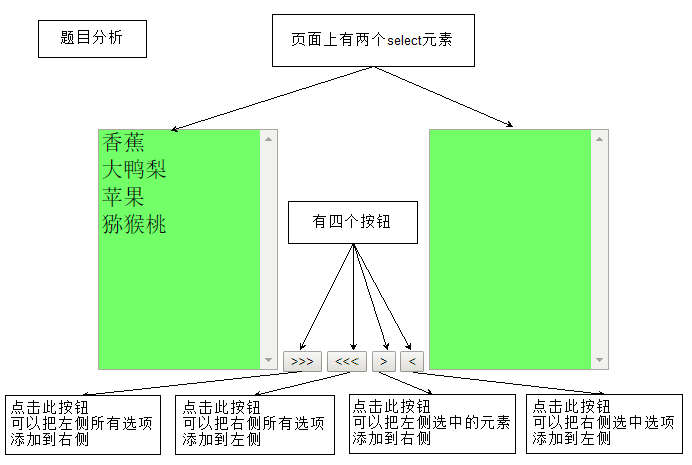 题目分析
页面上有两个select元素
香蕉
大鸭梨
苹果
猕猴桃
有四个按钮
>>>
<<<
>
<
点击此按钮
可以把左侧所有选项
添加到右侧
点击此按钮
可以把右侧所有选项
添加到左侧
点击此按钮
可以把左侧选中的元素
添加到右侧
点击此按钮
可以把右侧选中选项
添加到左侧